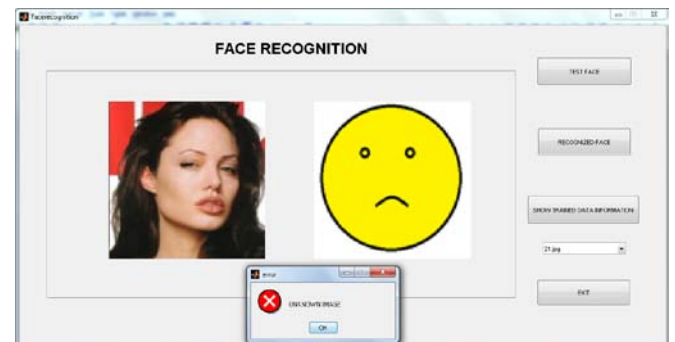 Facerecognition
FACE RECOGNITION
TEST FACE
RECOGNIZED FACE
SHOW TRAINED DATA INFORMATION
21.jpg
error
UNKNOWN IMAGE
OK
EXIT